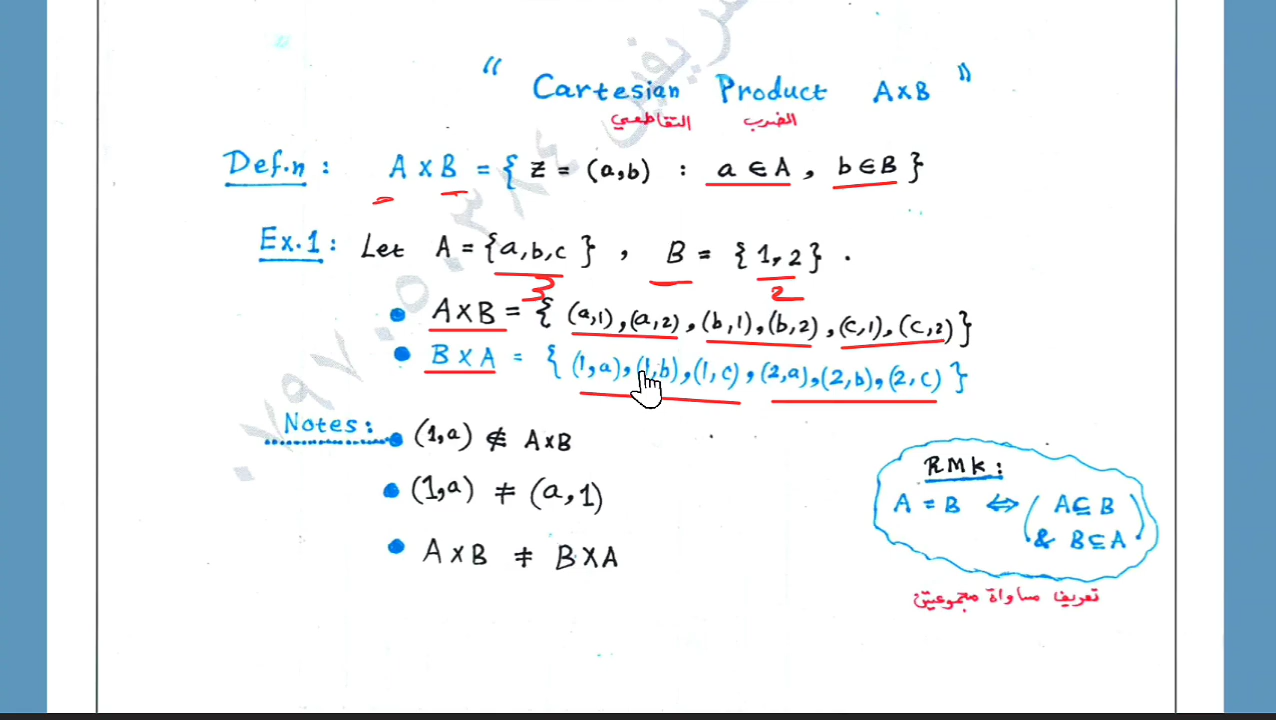 " Cartesian Product A×B "
الضرب التقاطعي
Def.n : A × B = { z = (a,b) : a ∈ A , b ∈ B }
Ex.1 : Let A = {a,b,c} , B = {1,2} .
3 2
• A×B = { (a,1),(a,2),(b,1),(b,2),(c,1),(c,2) }
• B × A = { (1,a),(1,b),(1,c),(2,a),(2,b),(2,c) }
Notes: • (1,a) ∉ A×B
• (1,a) ≠ (a,1)
• A×B ≠ B×A
RMK:
A = B ⇔ ( A⊆B
& B⊆A )
تعريف مساواة مجموعتين